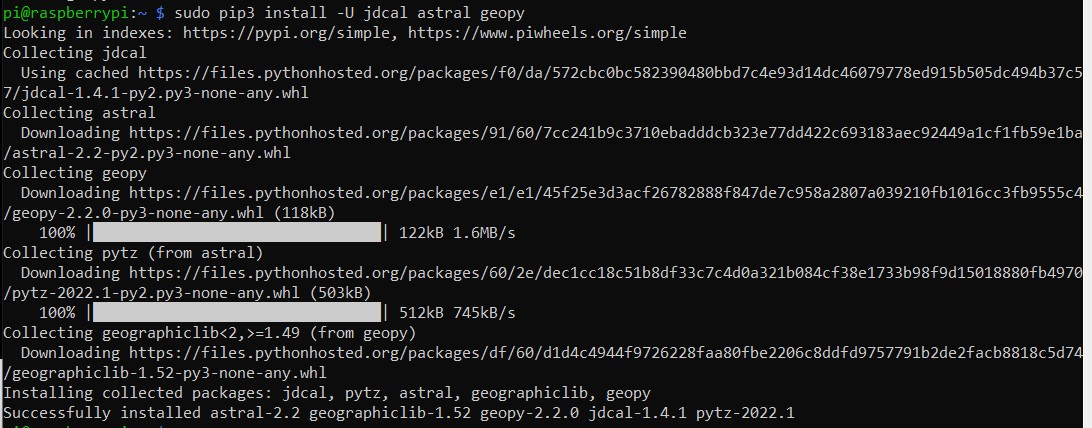 pi@raspberrypi:~ $ sudo pip3 install -U jdcal astral geopy
Looking in indexes: https://pypi.org/simple, https://www.piwheels.org/simple
Collecting jdcal
  Using cached https://files.pythonhosted.org/packages/f0/da/572cbc0bc582390480bbd7c4e93d14dc46079778ed915b505dc494b37c5
7/jdcal-1.4.1-py2.py3-none-any.whl
Collecting astral
  Downloading https://files.pythonhosted.org/packages/91/60/7cc241b9c3710ebadddcb323e77dd422c693183aec92449a1cf1fb59e1ba
/astral-2.2-py2.py3-none-any.whl
Collecting geopy
  Downloading https://files.pythonhosted.org/packages/e1/e1/45f25e3d3acf26782888f847de7c958a2807a039210fb1016cc3fb9555c4
/geopy-2.2.0-py3-none-any.whl (118kB)
    100% |████████████████████████████████| 122kB 1.6MB/s
Collecting pytz (from astral)
  Downloading https://files.pythonhosted.org/packages/60/2e/dec1cc18c51b8df33c7c4d0a321b084cf38e1733b98f9d15018880fb4970
/pytz-2022.1-py2.py3-none-any.whl (503kB)
    100% |████████████████████████████████| 512kB 745kB/s
Collecting geographiclib<2,>=1.49 (from geopy)
  Downloading https://files.pythonhosted.org/packages/df/60/d1d4c4944f9726228faa80fbe2206c8ddfd9757791b2de2facb8818c5d74
/geographiclib-1.52-py3-none-any.whl
Installing collected packages: jdcal, pytz, astral, geographiclib, geopy
Successfully installed astral-2.2 geographiclib-1.52 geopy-2.2.0 jdcal-1.4.1 pytz-2022.1